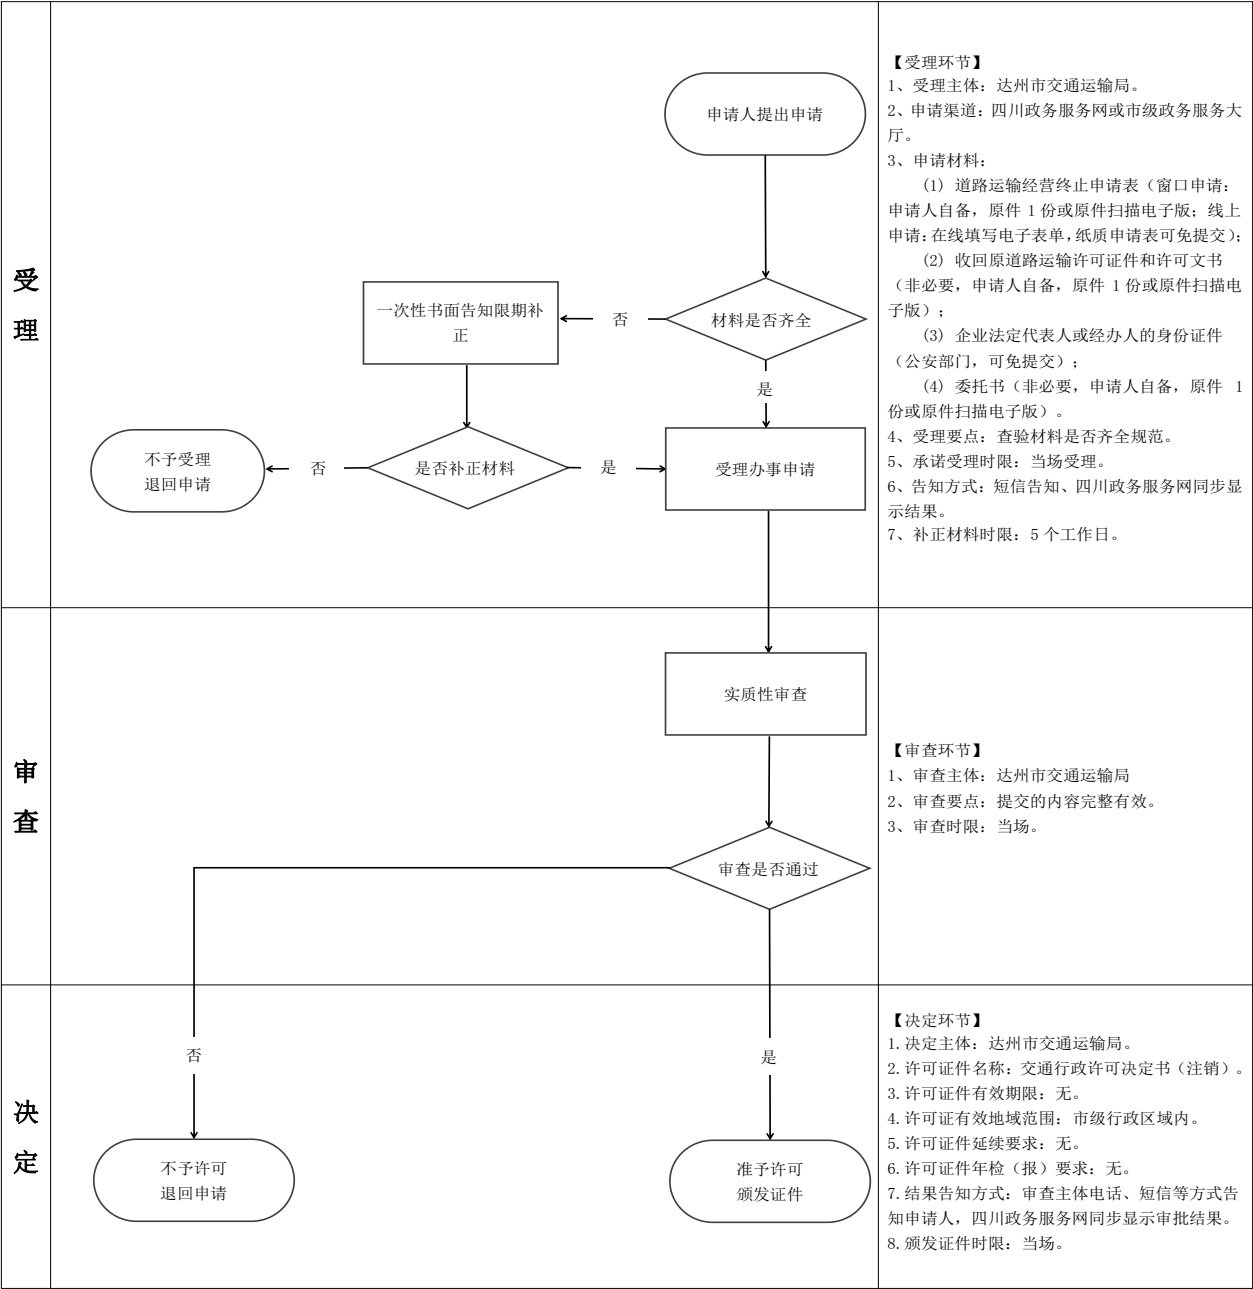 受
理
申请人提出申请
材料是否齐全
否
一次性书面告知限期补
正
是
是否补正材料
否
不予受理
退回申请
是
受理办事申请
【受理环节】
1、受理主体：达州市交通运输局。
2、申请渠道：四川政务服务网或市级政务服务大
厅。
3、申请材料：
(1) 道路运输经营终止申请表（窗口申请：
申请人自备，原件 1 份或原件扫描电子版；线上
申请：在线填写电子表单，纸质申请表可免提交）；
(2) 收回原道路运输许可证件和许可文书
（非必要，申请人自备，原件 1 份或原件扫描电
子版）；
(3) 企业法定代表人或经办人的身份证件
（公安部门，可免提交）；
(4) 委托书（非必要，申请人自备，原件 1
份或原件扫描电子版）。
4、受理要点：查验材料是否齐全规范。
5、承诺受理时限：当场受理。
6、告知方式：短信告知、四川政务服务网同步显
示结果。
7、补正材料时限：5 个工作日。
审
查
实质性审查
审查是否通过
【审查环节】
1、审查主体：达州市交通运输局
2、审查要点：提交的内容完整有效。
3、审查时限：当场。
决
定
否
是
不予许可
退回申请
准予许可
颁发证件
【决定环节】
1.决定主体：达州市交通运输局。
2.许可证件名称：交通行政许可决定书（注销）。
3.许可证件有效期限：无。
4.许可证有效地域范围：市级行政区域内。
5.许可证件延续要求：无。
6.许可证件年检（报）要求：无。
7.结果告知方式：审查主体电话、短信等方式告
知申请人，四川政务服务网同步显示审批结果。
8.颁发证件时限：当场。